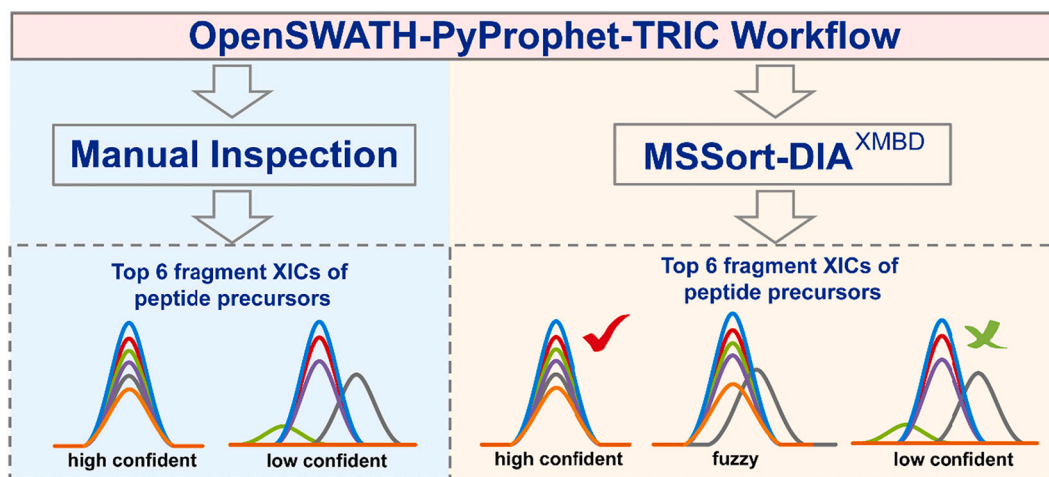 OpenSWATH-PyProphet-TRIC Workflow
Manual Inspection
MSSort-DIA XMBD
Top 6 fragment XICs of
peptide precursors
high confident
low confident
Top 6 fragment XICs of
peptide precursors
high confident
fuzzy
low confident